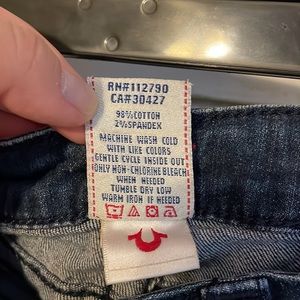 RN#112790
CA#30427
98%COTTON
2%SPANDEX
MACHINE WASH COLD
WITH LIKE COLORS
GENTLE CYCLE INSIDE OUT
ONLY NON-CHLORINE BLEACH
WHEN NEEDED
TUMBLE DRY LOW
WARM IRON IF NEEDED